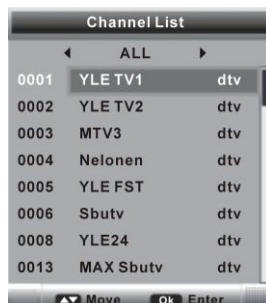 Channel List
ALL
0001 YLE TV1 dtv
0002 YLE TV2 dtv
0003 MTV3 dtv
0004 Nelonen dtv
0005 YLE FST dtv
0006 Sbutv dtv
0008 YLE24 dtv
0013 MAX Sbutv dtv
Move Ok Enter